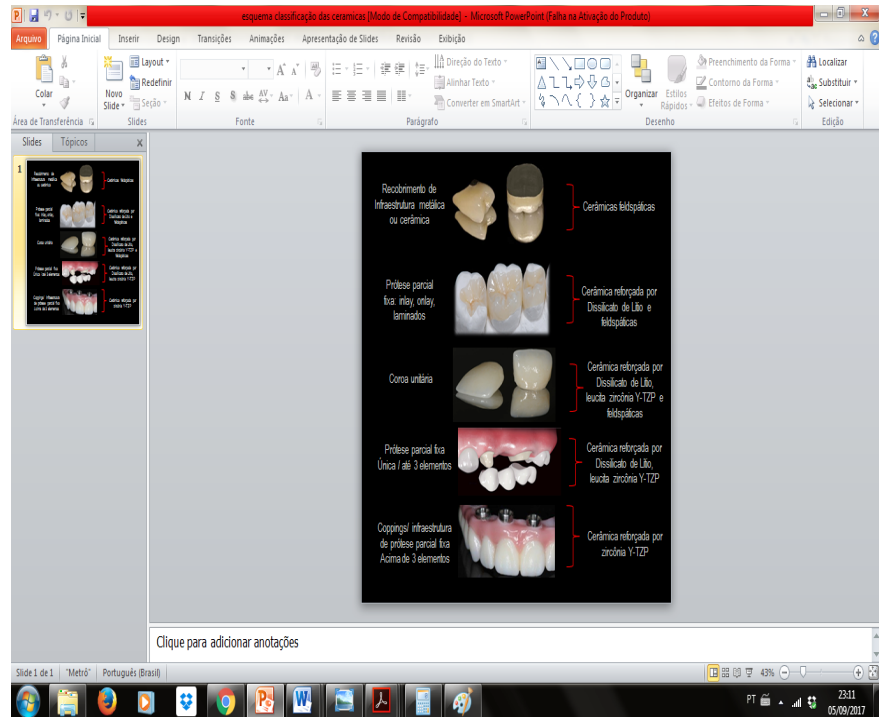 esquema classificação das ceramicas [Modo de Compatibilidade] - Microsoft PowerPoint (Falha na Ativação do Produto)
Arquivo Página Inicial Inserir Design Transições Animações Apresentação de Slides Revisão Exibição
Colar
Novo Slide
Layout
Redefinir
Seção
N I S S abc AV Aa A
Direção do Texto
Alinhar Texto
Converter em SmartArt
Organizar
Estilos Rápidos
Preenchimento da Forma
Contorno da Forma
Efeitos de Forma
Localizar
Substituir
Selecionar
Área de Transferência Slides Fonte Parágrafo Desenho Edição
Slides Tópicos
1
Recobrimento de
Infraestrutura metálica
ou cerâmica
Cerâmicas feldspáticas
Prótese parcial
fixa: inlay, onlay,
laminados
Cerâmica reforçada por
Dissilicato de Lítio e
feldspáticas
Coroa unitária
Cerâmica reforçada por
Dissilicato de Lítio,
leucita zircônia Y-TZP e
feldspáticas
Prótese parcial fixa
Única / até 3 elementos
Cerâmica reforçada por
Dissilicato de Lítio,
leucita zircônia Y-TZP
Coppings/ infraestrutura
de prótese parcial fixa
Acima de 3 elementos
Cerâmica reforçada por
zircônia Y-TZP
Clique para adicionar anotações
Slide 1 de 1 "Metrô" Português (Brasil) 43%
PT 23:11
05/09/2017